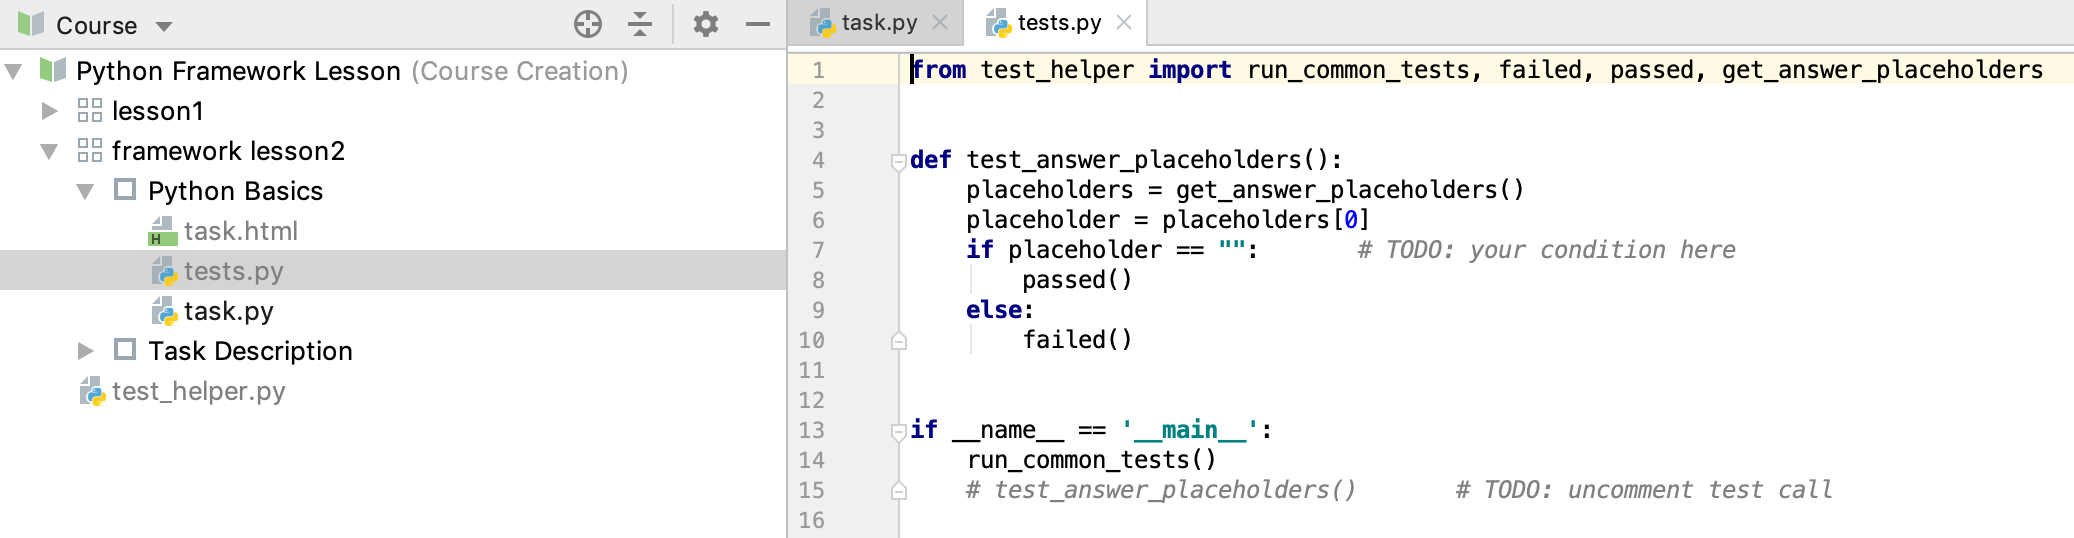 Course
Python Framework Lesson (Course Creation)
lesson1
framework lesson2
Python Basics
task.html
tests.py
task.py
Task Description
test_helper.py
task.py
tests.py
1 from test_helper import run_common_tests, failed, passed, get_answer_placeholders
2
3
4 def test_answer_placeholders():
5     placeholders = get_answer_placeholders()
6     placeholder = placeholders[0]
7     if placeholder == "":       # TODO: your condition here
8         passed()
9     else:
10         failed()
11
12
13 if __name__ == '__main__':
14     run_common_tests()
15     # test_answer_placeholders()       # TODO: uncomment test call
16